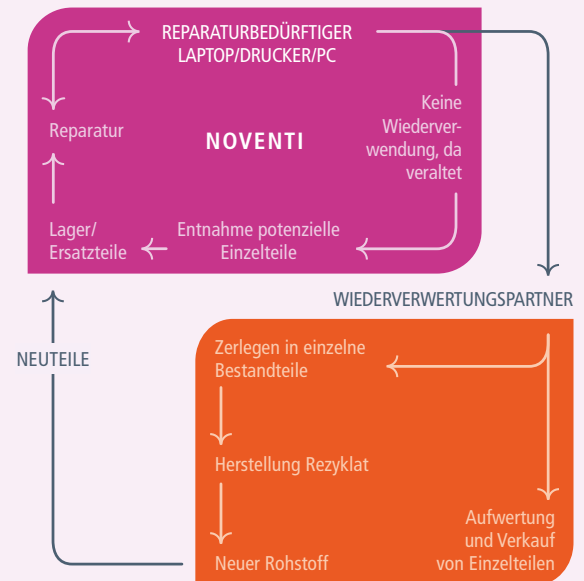 REPARATURBEDÜRFTIGER
LAPTOP/DRUCKER/PC
Keine
Wiederver-
wendung, da
veraltet
Reparatur
NOVENTI
Lager/
Ersatzteile
Entnahme potenzielle
Einzelteile
WIEDERVERWERTUNGSPARTNER
NEUTEILE
Zerlegen in einzelne
Bestandteile
Herstellung Rezyklat
Neuer Rohstoff
Aufwertung
und Verkauf
von Einzelteilen